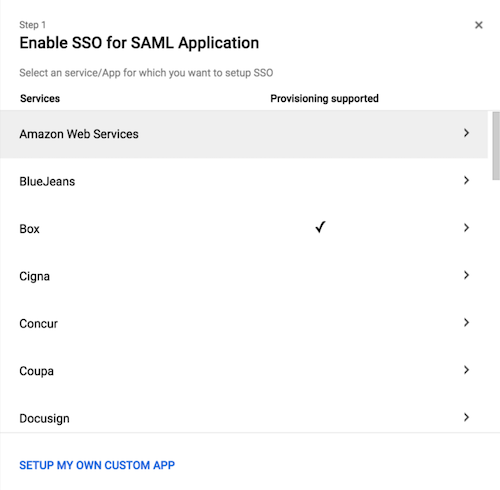 Step 1
Enable SSO for SAML Application
Select an service/App for which you want to setup SSO
Services Provisioning supported
Amazon Web Services
BlueJeans
Box ✓
Cigna
Concur
Coupa
Docusign
SETUP MY OWN CUSTOM APP